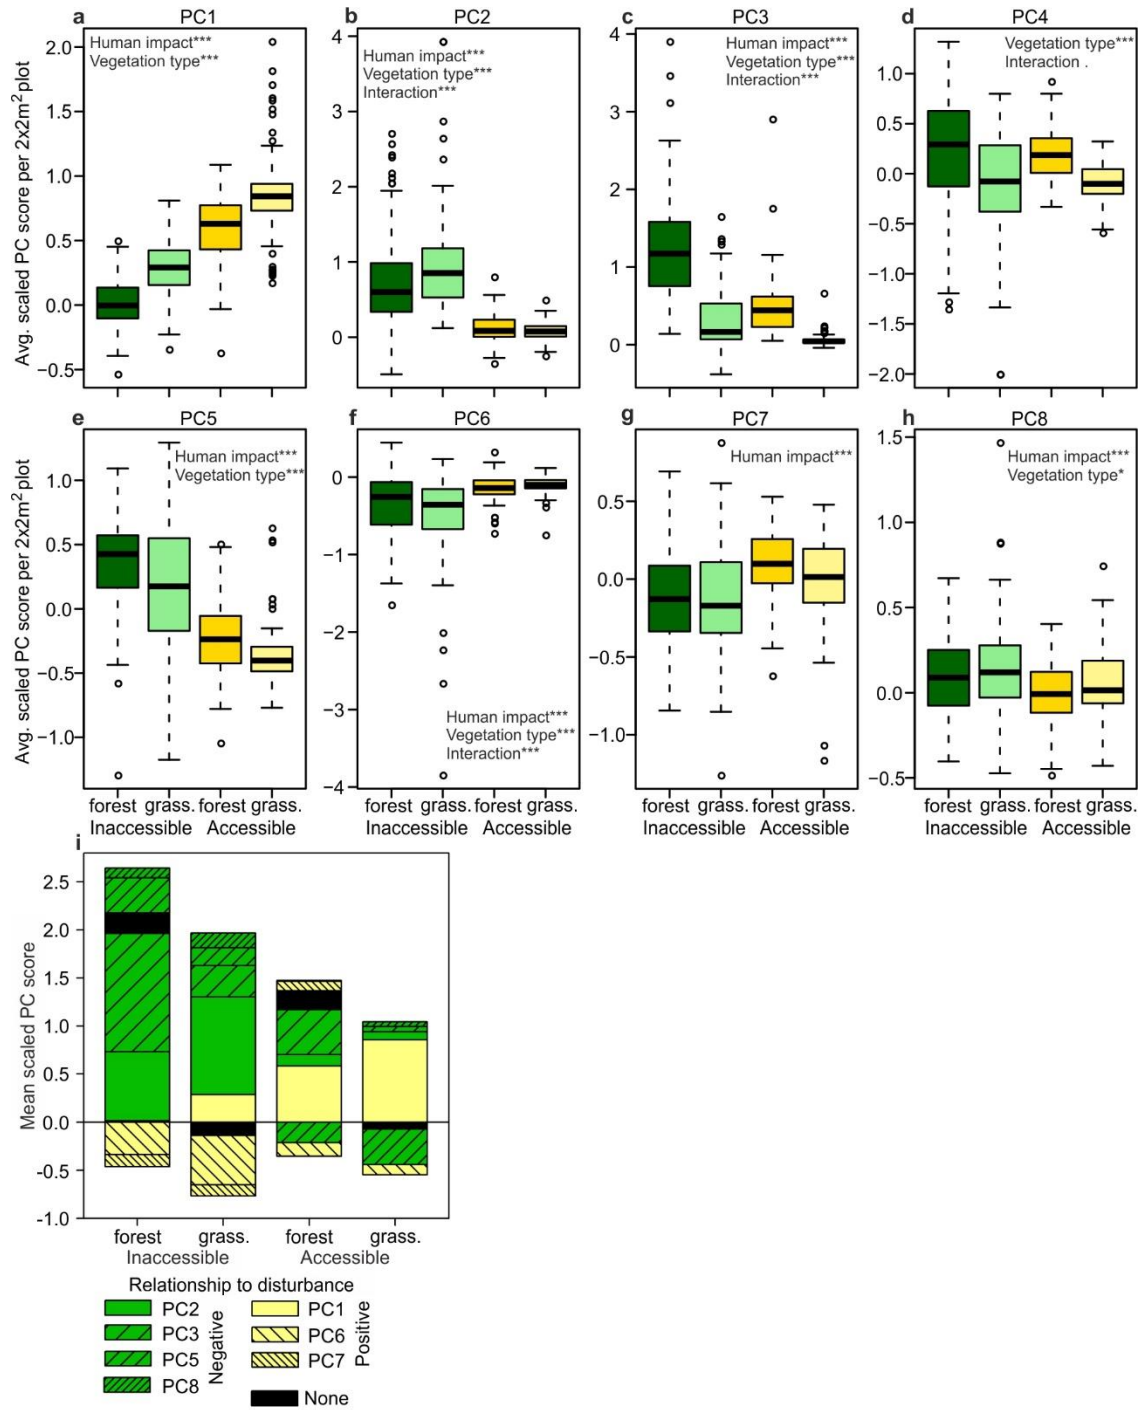 a PC1
b PC2
c PC3
d PC4
Avg. scaled PC score per 2x2m² plot
Human impact***
Vegetation type***
2.0
1.5
1.0
0.5
0.0
−0.5
Human impact***
Vegetation type***
Interaction***
4
3
2
1
0
Human impact***
Vegetation type***
Interaction***
4
3
2
1
0
Vegetation type***
Interaction .
1.0
0.5
0.0
−0.5
−1.0
−1.5
−2.0
e PC5
f PC6
g PC7
h PC8
Avg. scaled PC score per 2x2m² plot
Human impact***
Vegetation type***
1.0
0.5
0.0
−0.5
−1.0
forest grass. forest grass.
Inaccessible Accessible
0
−1
−2
−3
−4
Human impact***
Vegetation type***
Interaction***
forest grass. forest grass.
Inaccessible Accessible
Human impact***
0.5
0.0
−0.5
−1.0
forest grass. forest grass.
Inaccessible Accessible
Human impact***
Vegetation type*
1.5
1.0
0.5
0.0
−0.5
forest grass. forest grass.
Inaccessible Accessible
i
Mean scaled PC score
2.5
2.0
1.5
1.0
0.5
0.0
-0.5
-1.0
forest grass. forest grass.
Inaccessible Accessible
Relationship to disturbance
PC2
PC3
PC5
PC8
Negative
PC1
PC6
PC7
Positive
None